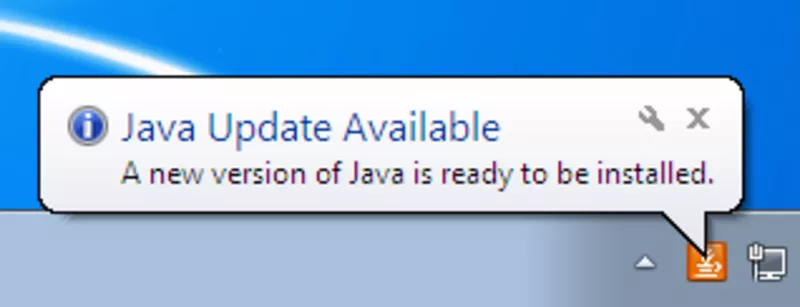 Java Update Available
A new version of Java is ready to be installed.